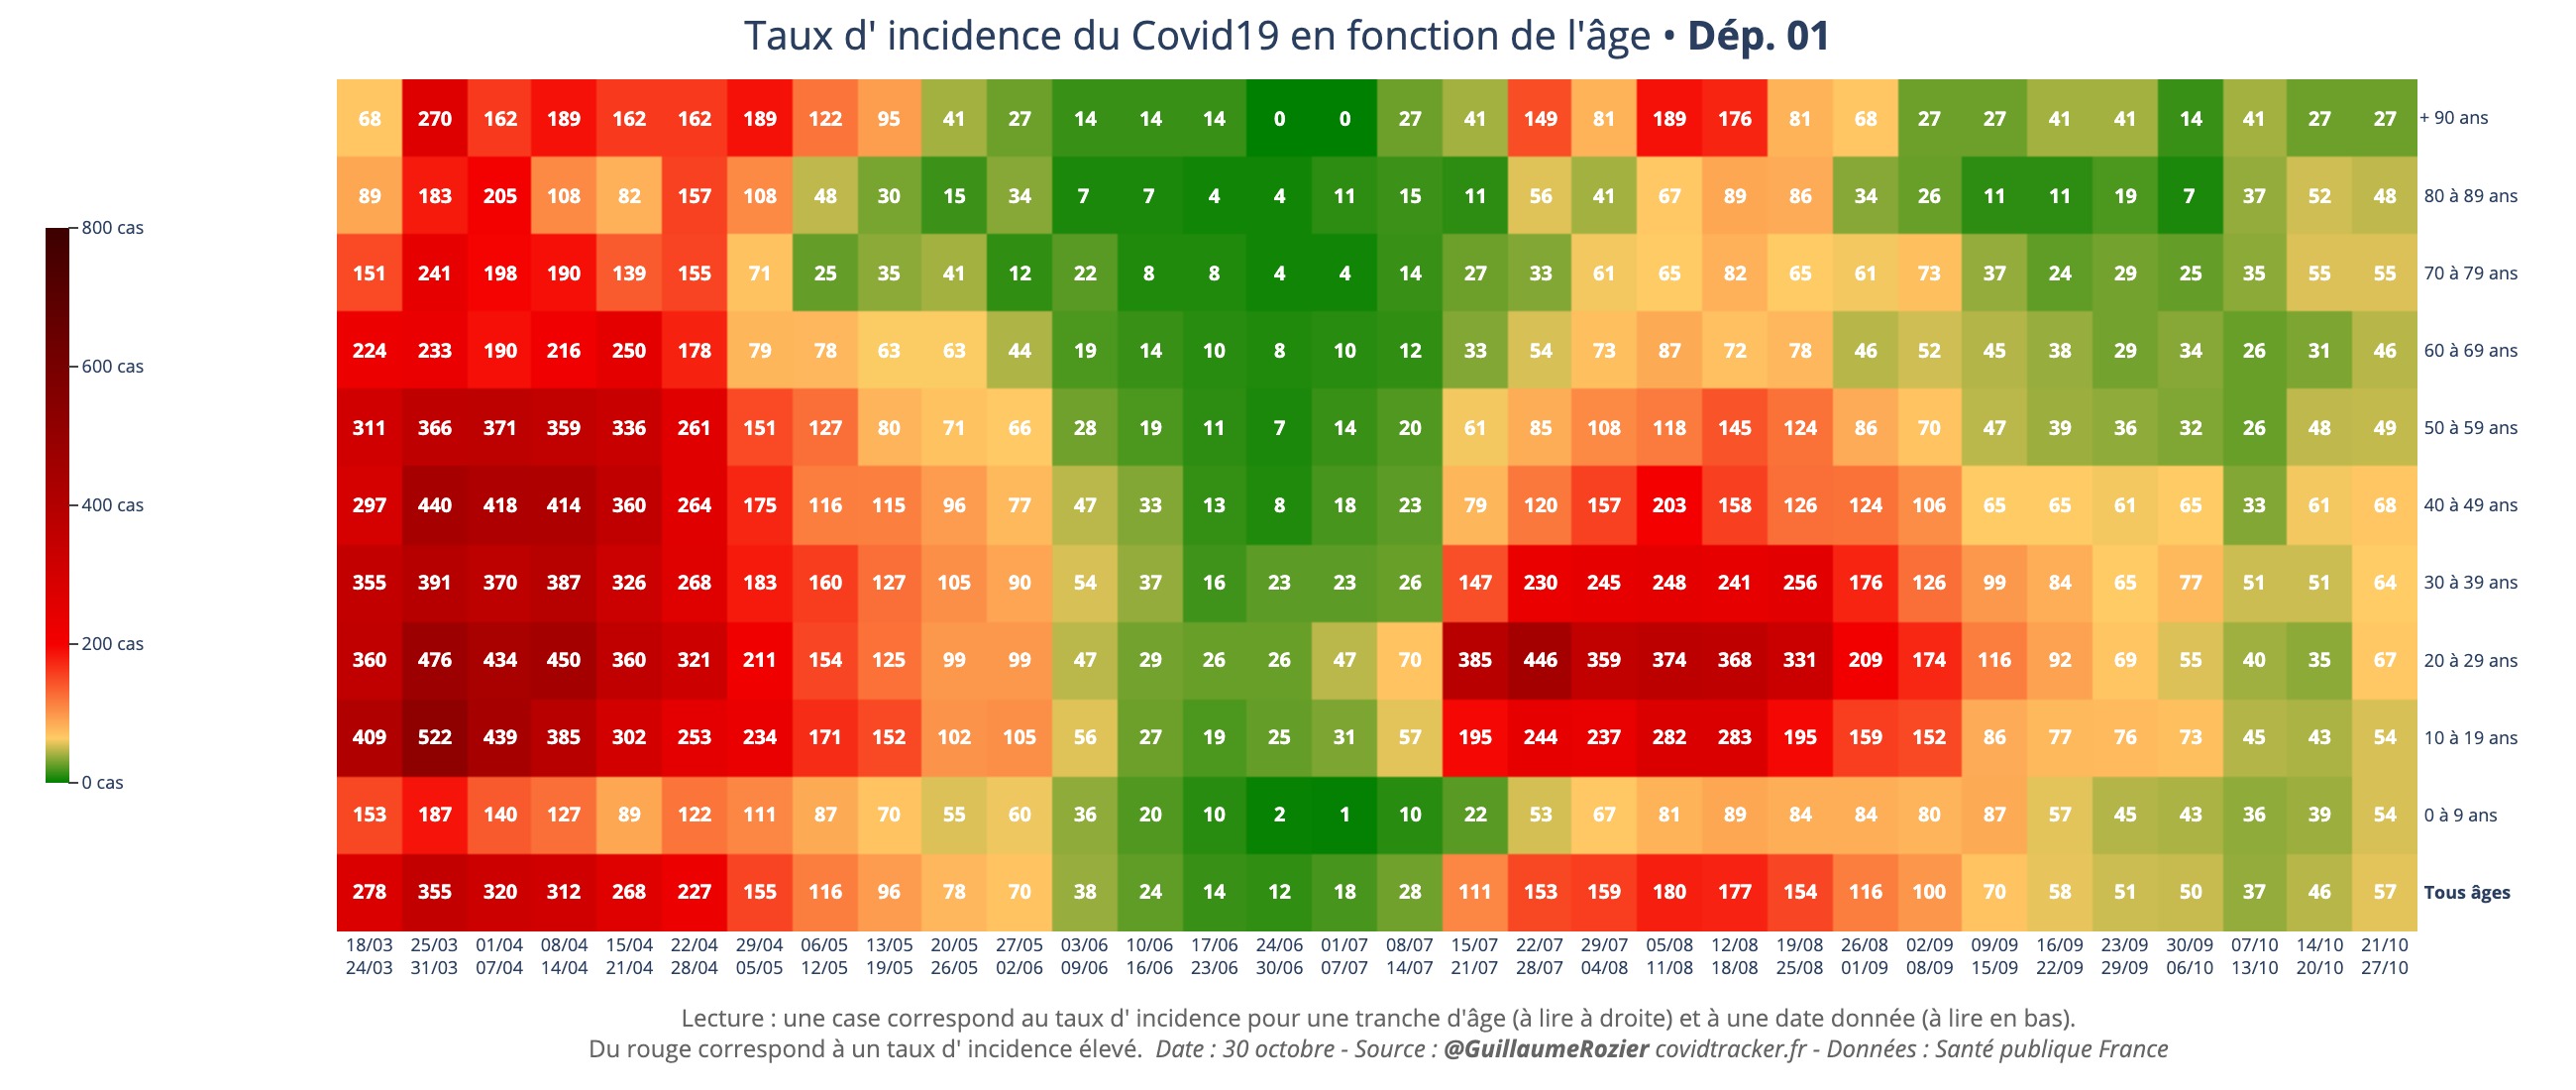 Taux d' incidence du Covid19 en fonction de l'âge • Dép. 01
800 cas
600 cas
400 cas
200 cas
0 cas
68 270 162 189 162 162 189 122 95 41 27 14 14 14 0 0 27 41 149 81 189 176 81 68 27 27 41 41 14 41 27 27 + 90 ans
89 183 205 108 82 157 108 48 30 15 34 7 7 4 4 11 15 11 56 41 67 89 86 34 26 11 11 19 7 37 52 48 80 à 89 ans
151 241 198 190 139 155 71 25 35 41 12 22 8 8 4 4 14 27 33 61 65 82 65 61 73 37 24 29 25 35 55 55 70 à 79 ans
224 233 190 216 250 178 79 78 63 63 44 19 14 10 8 10 12 33 54 73 87 72 78 46 52 45 38 29 34 26 31 46 60 à 69 ans
311 366 371 359 336 261 151 127 80 71 66 28 19 11 7 14 20 61 85 108 118 145 124 86 70 47 39 36 32 26 48 49 50 à 59 ans
297 440 418 414 360 264 175 116 115 96 77 47 33 13 8 18 23 79 120 157 203 158 126 124 106 65 65 61 65 33 61 68 40 à 49 ans
355 391 370 387 326 268 183 160 127 105 90 54 37 16 23 23 26 147 230 245 248 241 256 176 126 99 84 65 77 51 51 64 30 à 39 ans
360 476 434 450 360 321 211 154 125 99 99 47 29 26 26 47 70 385 446 359 374 368 331 209 174 116 92 69 55 40 35 67 20 à 29 ans
409 522 439 385 302 253 234 171 152 102 105 56 27 19 25 31 57 195 244 237 282 283 195 159 152 86 77 76 73 45 43 54 10 à 19 ans
153 187 140 127 89 122 111 87 70 55 60 36 20 10 2 1 10 22 53 67 81 89 84 84 80 87 57 45 43 36 39 54 0 à 9 ans
278 355 320 312 268 227 155 116 96 78 70 38 24 14 12 18 28 111 153 159 180 177 154 116 100 70 58 51 50 37 46 57 Tous âges
18/03 25/03 01/04 08/04 15/04 22/04 29/04 06/05 13/05 20/05 27/05 03/06 10/06 17/06 24/06 01/07 08/07 15/07 22/07 29/07 05/08 12/08 19/08 26/08 02/09 09/09 16/09 23/09 30/09 07/10 14/10 21/10
24/03 31/03 07/04 14/04 21/04 28/04 05/05 12/05 19/05 26/05 02/06 09/06 16/06 23/06 30/06 07/07 14/07 21/07 28/07 04/08 11/08 18/08 25/08 01/09 08/09 15/09 22/09 29/09 06/10 13/10 20/10 27/10
Lecture : une case correspond au taux d' incidence pour une tranche d'âge (à lire à droite) et à une date donnée (à lire en bas).
Du rouge correspond à un taux d' incidence élevé. Date : 30 octobre - Source : @GuillaumeRozier covidtracker.fr - Données : Santé publique France